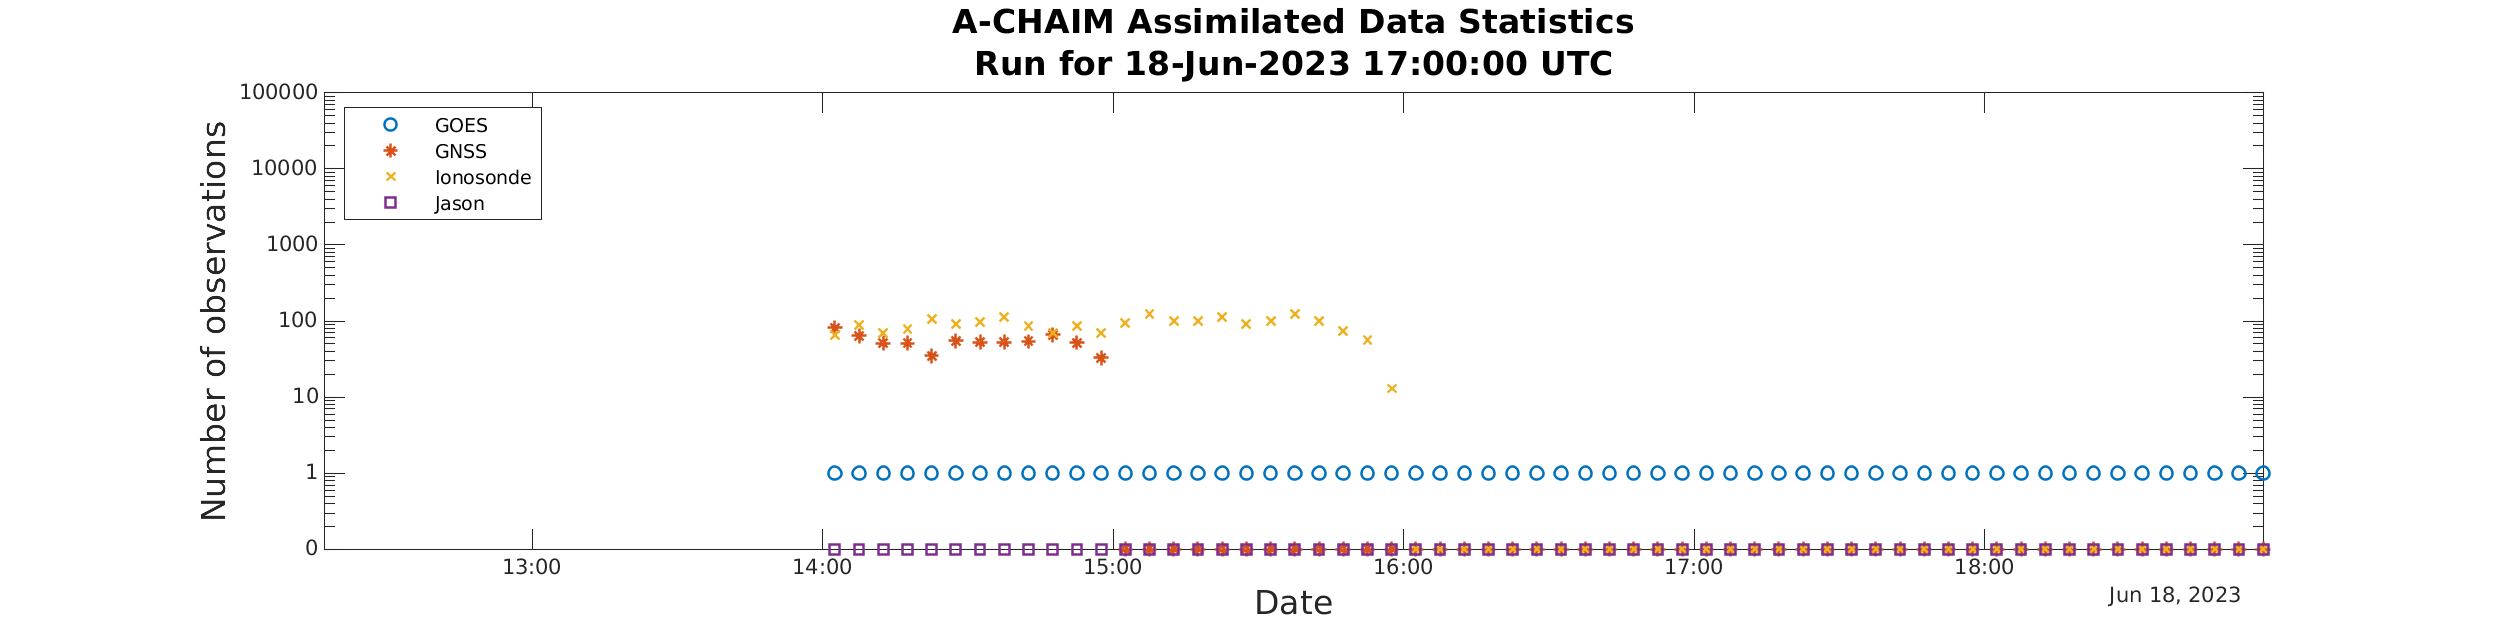 A-CHAIM Assimilated Data Statistics
Run for 18-Jun-2023 17:00:00 UTC
Number of observations
100000
10000
1000
100
10
1
0
GOES
GNSS
Ionosonde
Jason
13:00 14:00 15:00 16:00 17:00 18:00
Date
Jun 18, 2023